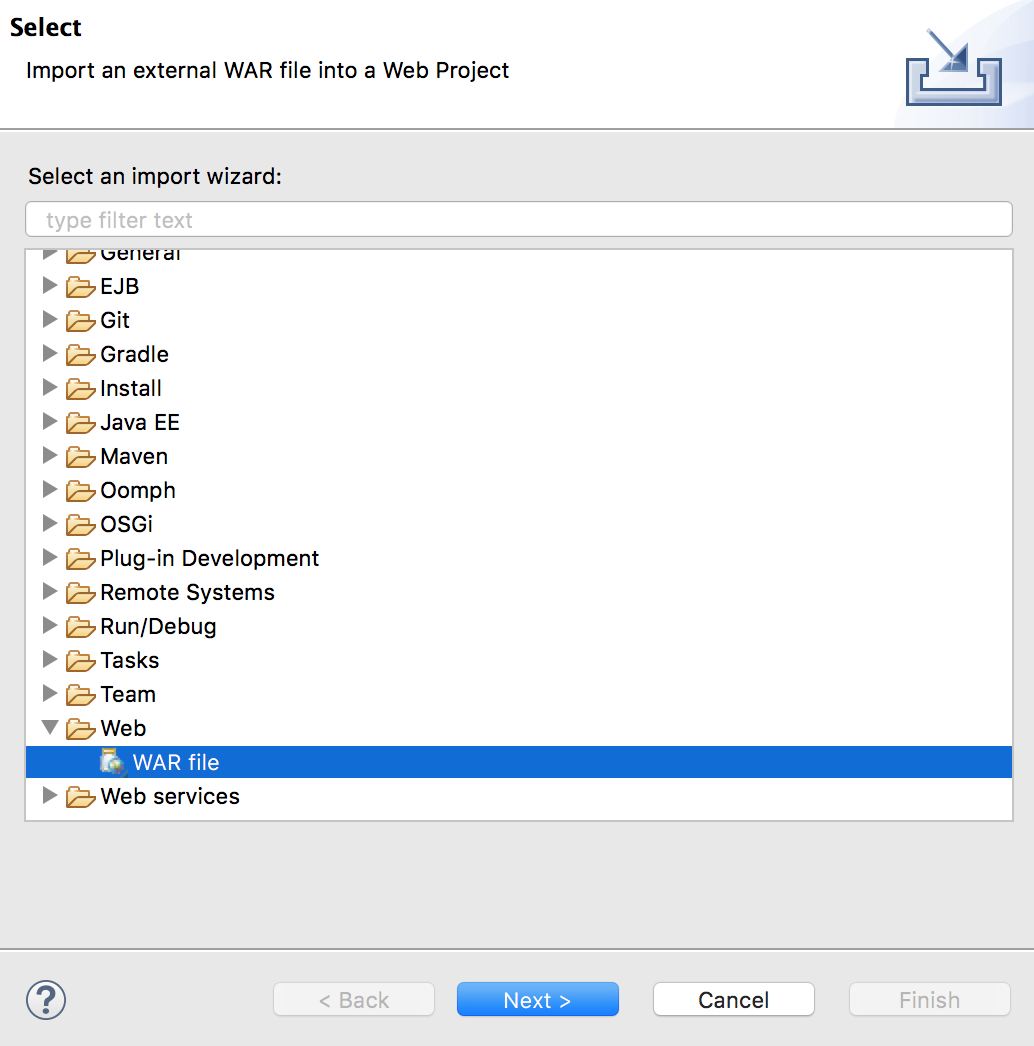 Select
Import an external WAR file into a Web Project
Select an import wizard:
type filter text
General
EJB
Git
Gradle
Install
Java EE
Maven
Oomph
OSGi
Plug-in Development
Remote Systems
Run/Debug
Tasks
Team
Web
WAR file
Web services
? < Back Next > Cancel Finish